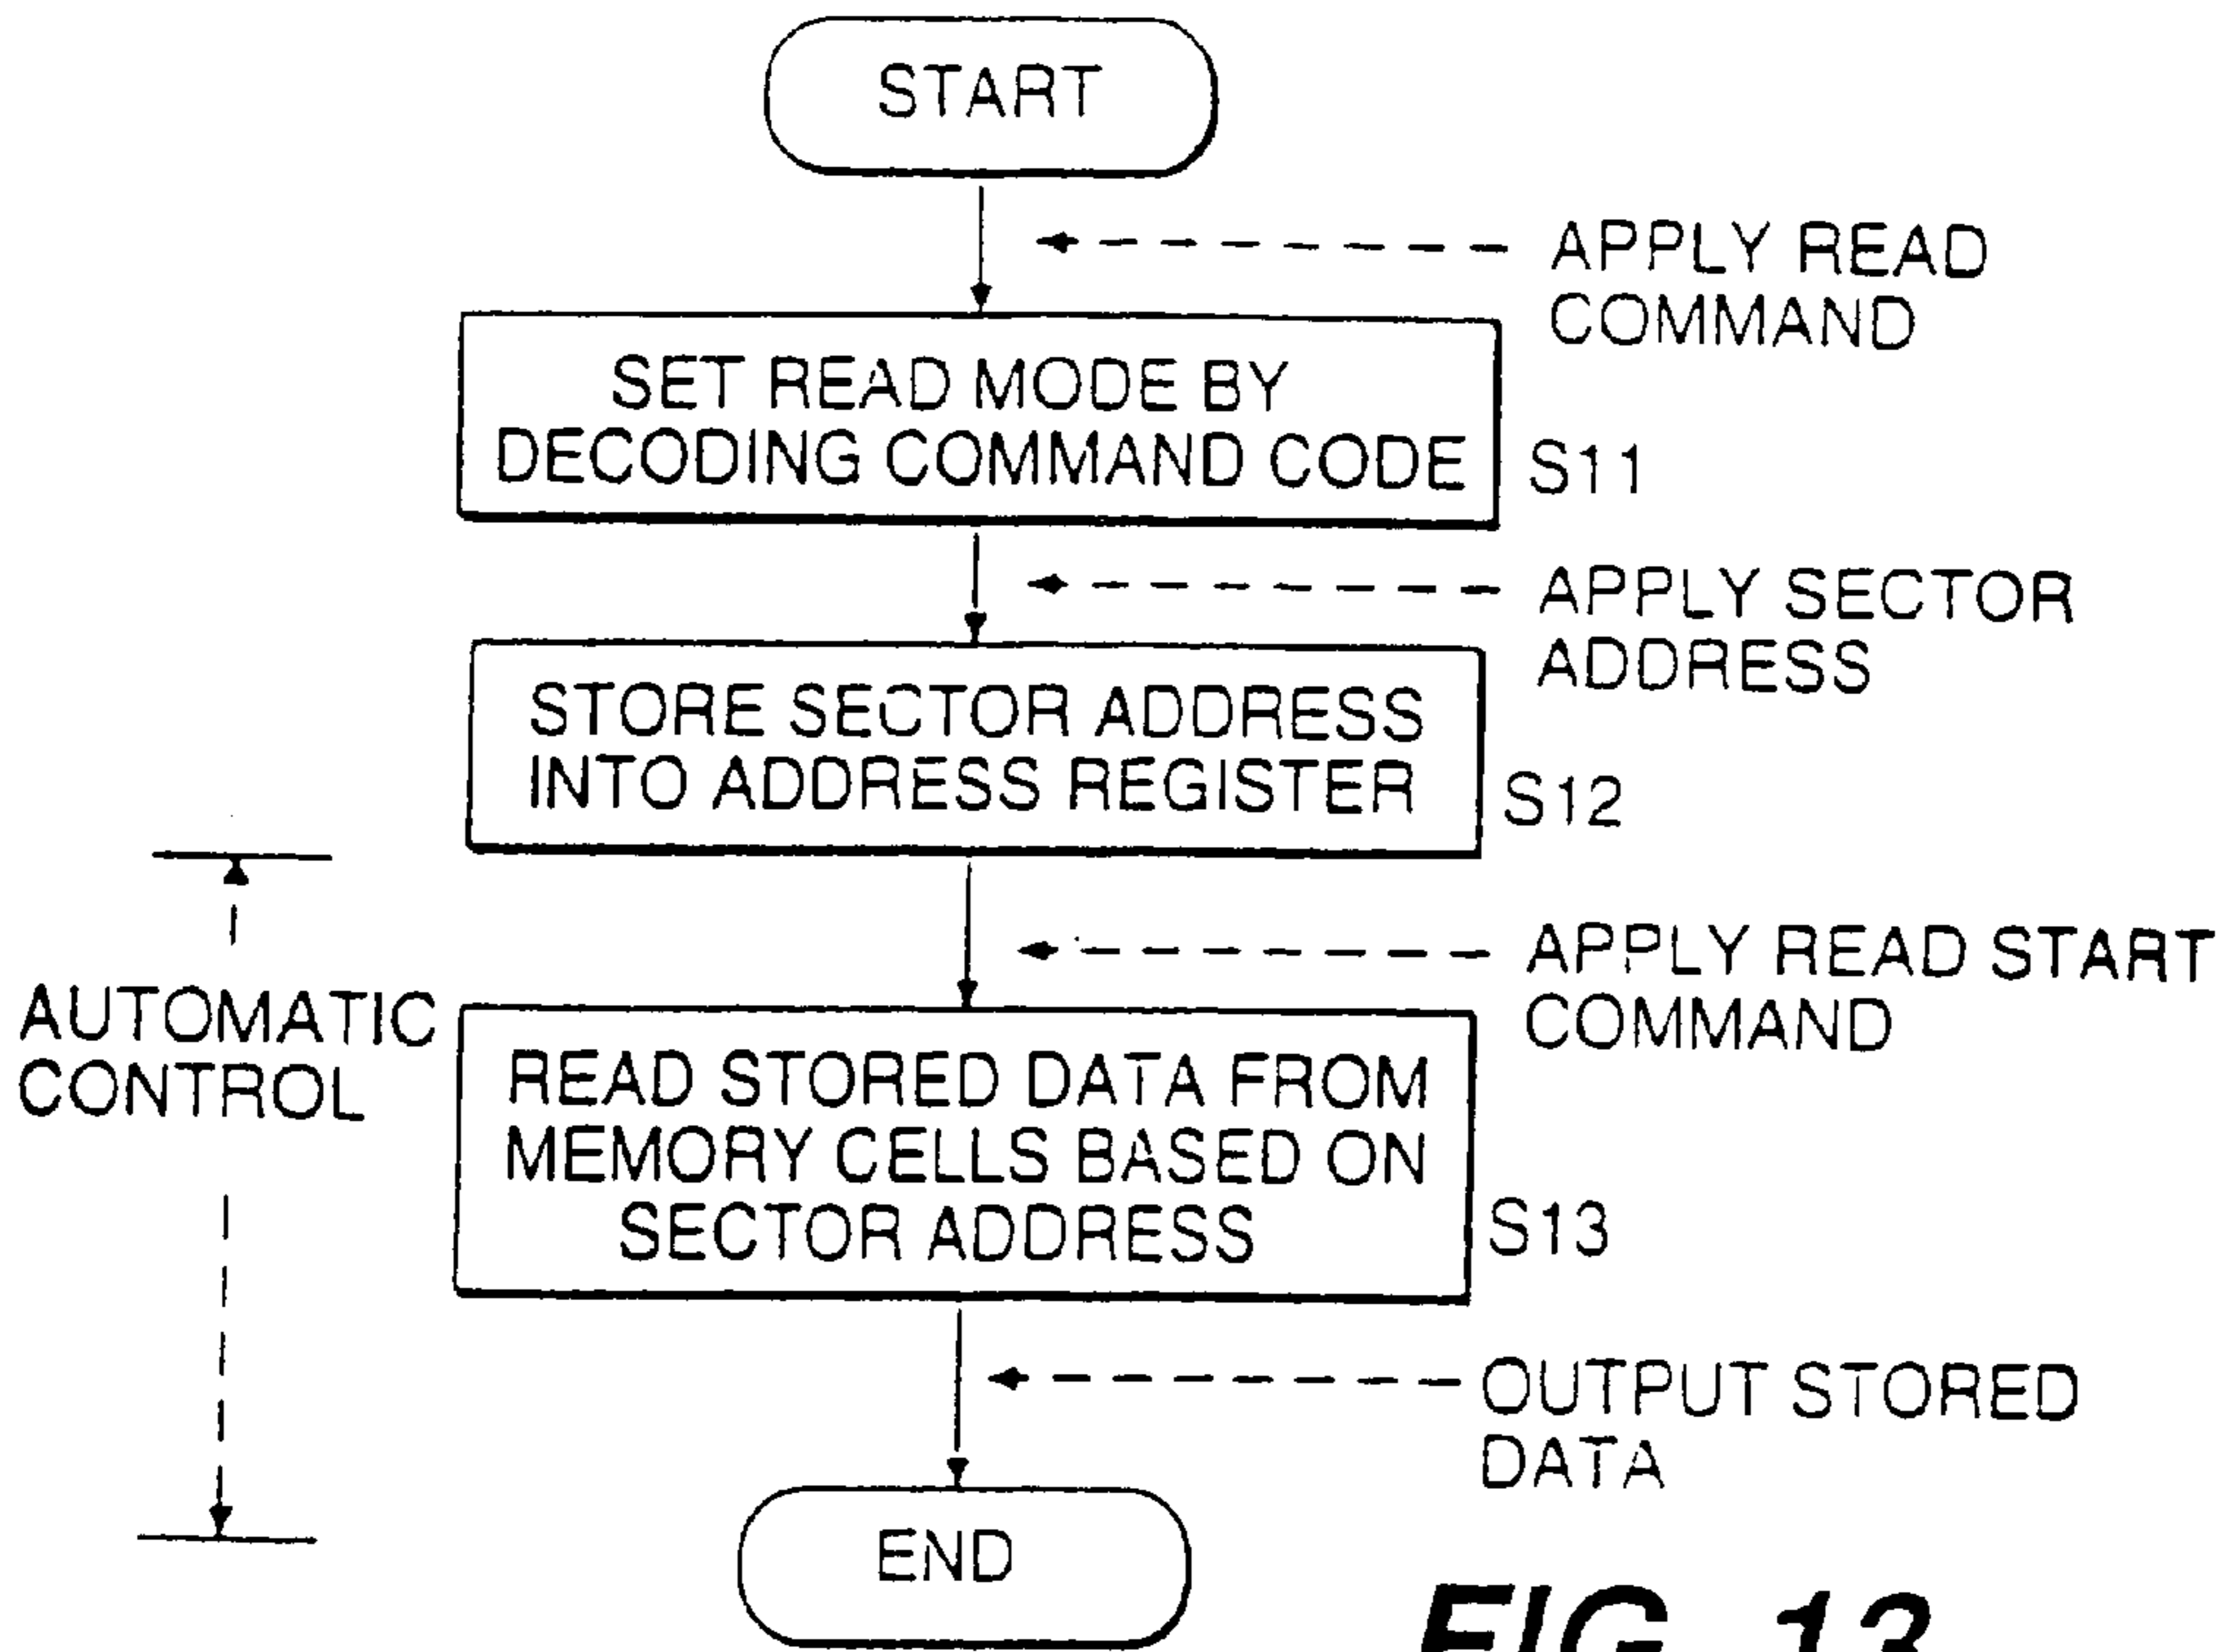 START
APPLY READ
COMMAND
SET READ MODE BY
DECODING COMMAND CODE
S11
APPLY SECTOR
ADDRESS
STORE SECTOR ADDRESS
INTO ADDRESS REGISTER
S12
APPLY READ START
COMMAND
AUTOMATIC
CONTROL
READ STORED DATA FROM
MEMORY CELLS BASED ON
SECTOR ADDRESS
S13
OUTPUT STORED
DATA
END
FIG. 13